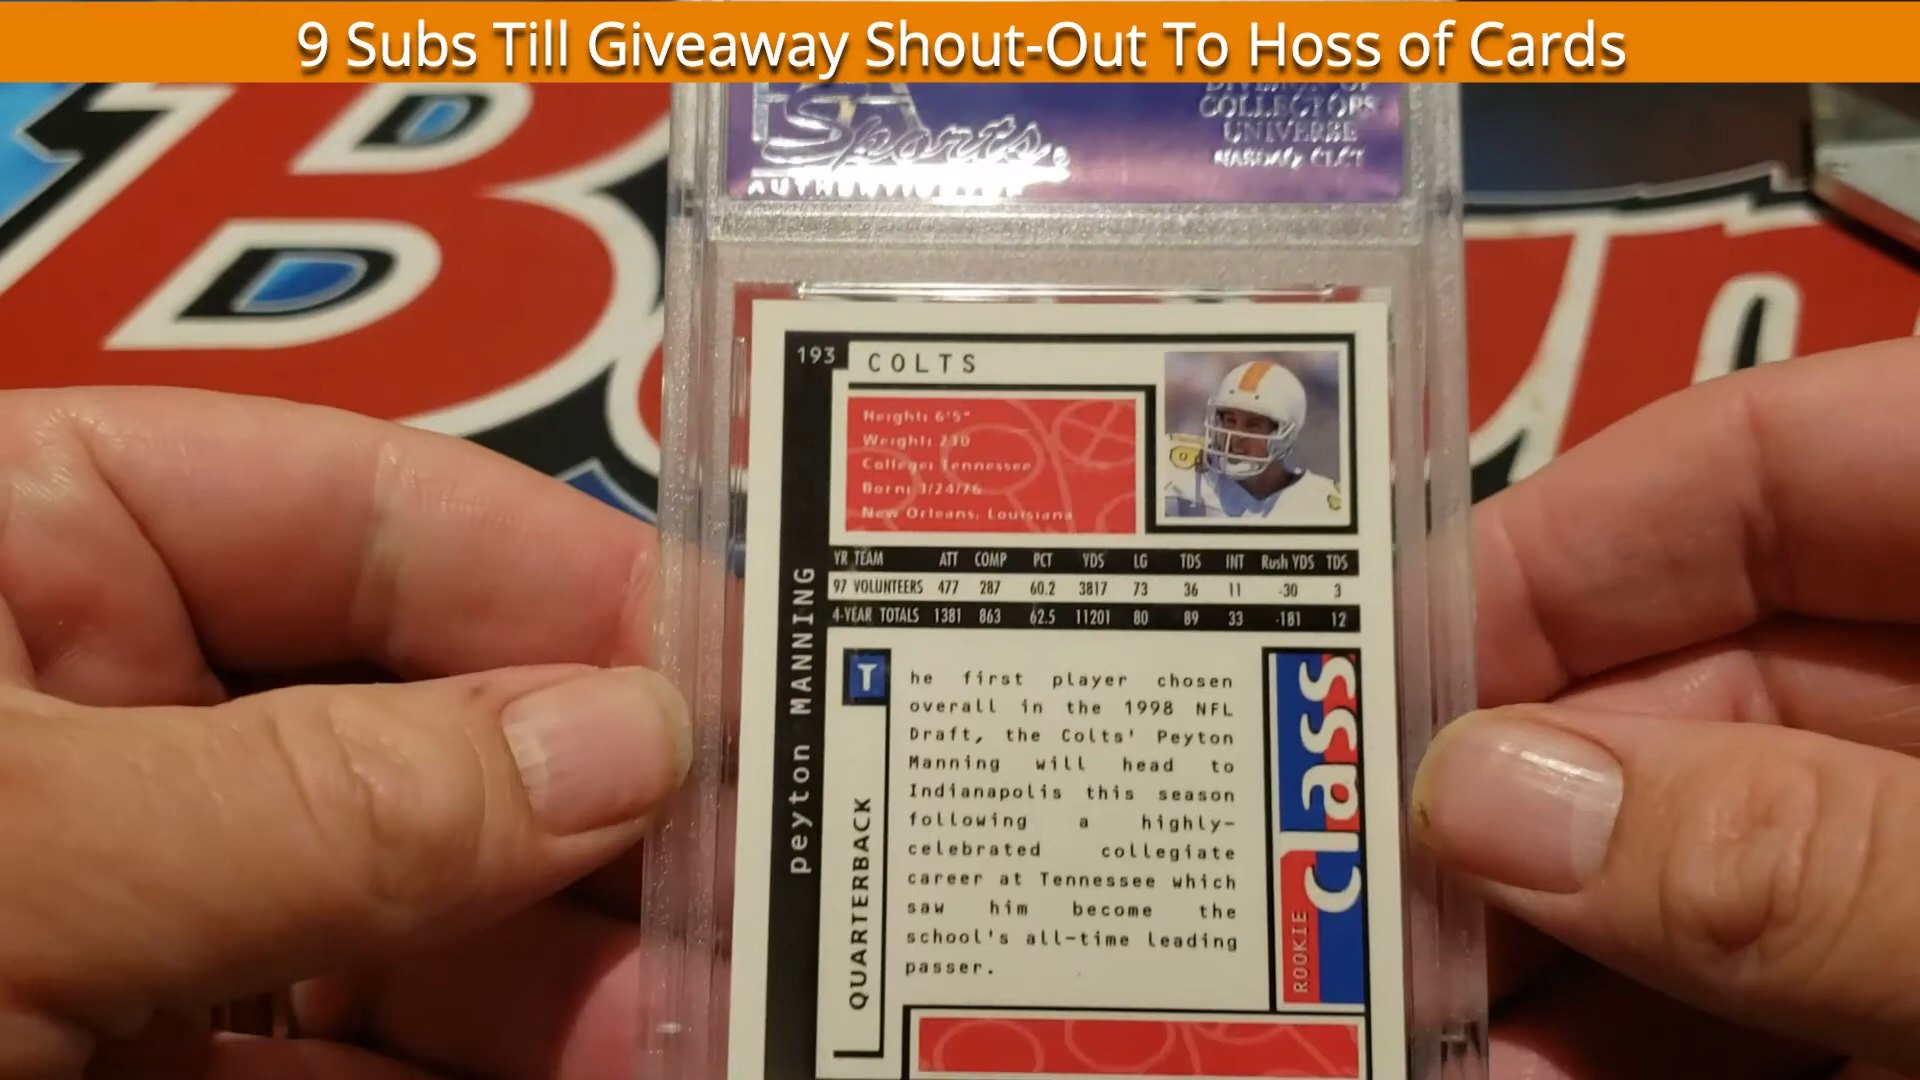 9 Subs Till Giveaway Shout-Out To Hoss of Cards
DIVISION OF
COLLECTORS
UNIVERSE
NASDAQ: CLCT
Sports
193
COLTS
Height: 6'5"
Weight: 230
College: Tennessee
Born: 3/24/76
New Orleans, Louisiana
YR TEAM ATT COMP PCT YDS LG TDS INT Rush YDS TDS
97 VOLUNTEERS 477 287 60.2 3817 73 36 11 -30 3
4-YEAR TOTALS 1381 863 62.5 11201 80 89 33 -181 12
peyton MANNING
QUARTERBACK
The first player chosen
overall in the 1998 NFL
Draft, the Colts' Peyton
Manning will head to
Indianapolis this season
following a highly-
celebrated collegiate
career at Tennessee which
saw him become the
school's all-time leading
passer.
ROOKIE
class